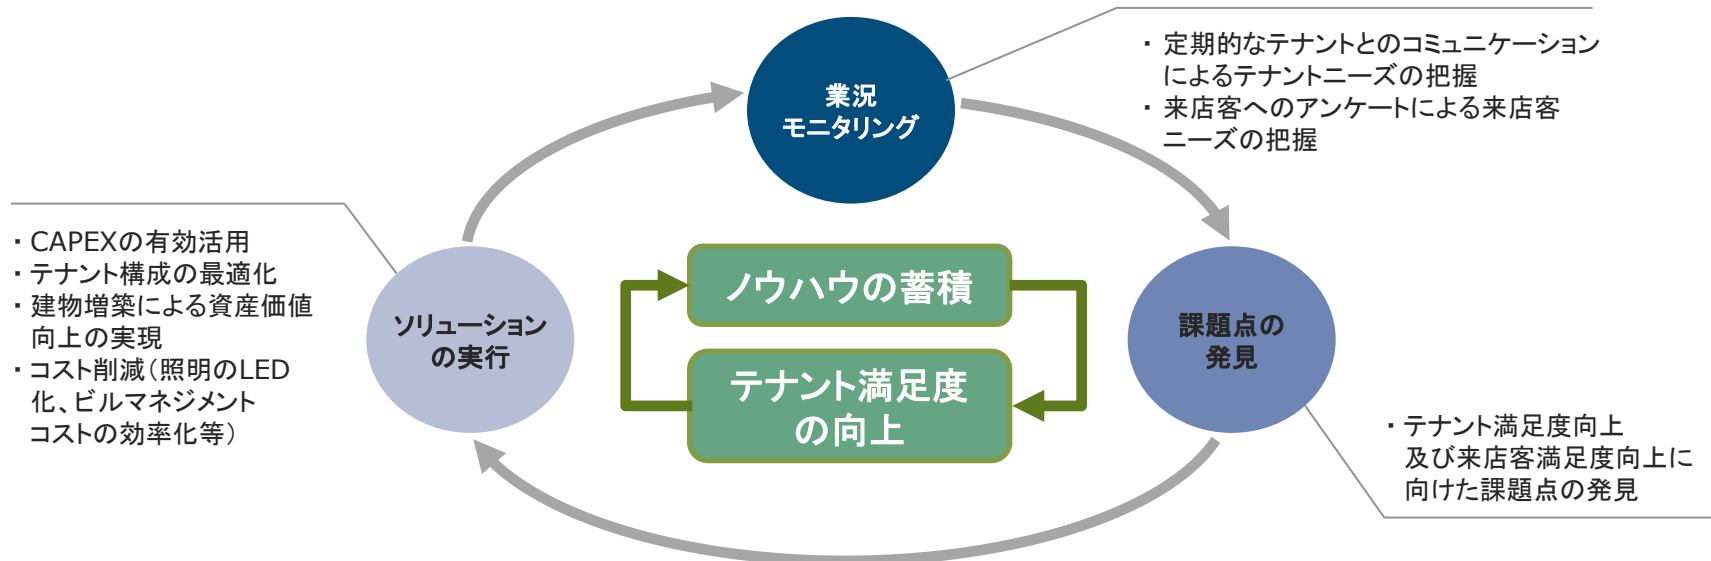 業況
モニタリング
・ 定期的なテナントとのコミュニケーション
によるテナントニーズの把握
・ 来店客へのアンケートによる来店客
ニーズの把握
・ CAPEXの有効活用
・ テナント構成の最適化
・ 建物増築による資産価値
向上の実現
・ コスト削減（照明のLED
化、ビルマネジメント
コストの効率化等）
ソリューション
の実行
ノウハウの蓄積
テナント満足度
の向上
課題点の
発見
・ テナント満足度向上
及び来店客満足度向上に
向けた課題点の発見